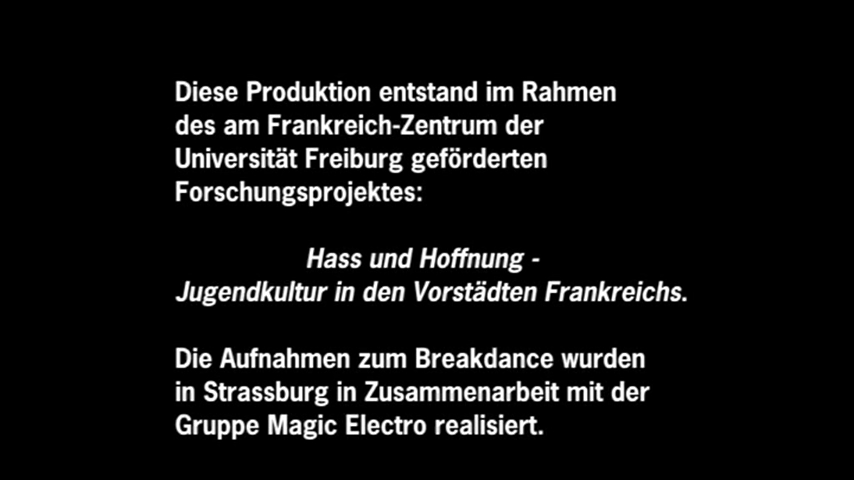 Diese Produktion entstand im Rahmen
des am Frankreich-Zentrum der
Universität Freiburg geförderten
Forschungsprojektes:
Hass und Hoffnung -
Jugendkultur in den Vorstädten Frankreichs.
Die Aufnahmen zum Breakdance wurden
in Strassburg in Zusammenarbeit mit der
Gruppe Magic Electro realisiert.